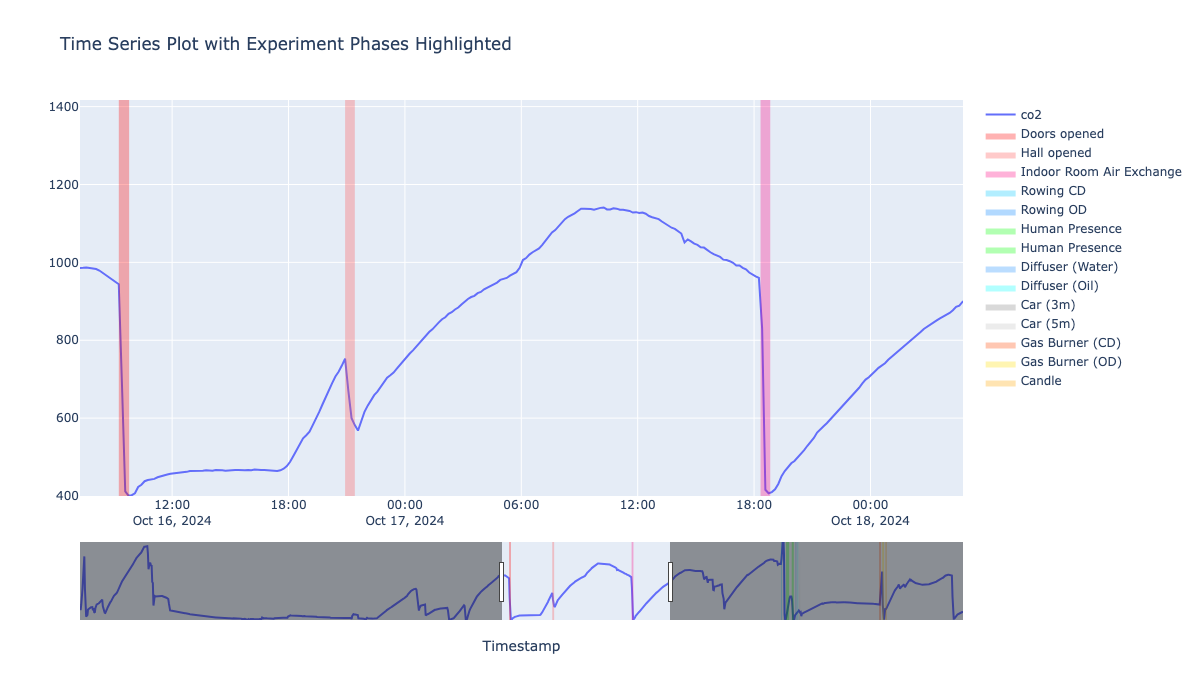 Time Series Plot with Experiment Phases Highlighted
1400
1200
1000
800
600
400
12:00
Oct 16, 2024
18:00
00:00
Oct 17, 2024
06:00
12:00
18:00
00:00
Oct 18, 2024
Timestamp
co2
Doors opened
Hall opened
Indoor Room Air Exchange
Rowing CD
Rowing OD
Human Presence
Human Presence
Diffuser (Water)
Diffuser (Oil)
Car (3m)
Car (5m)
Gas Burner (CD)
Gas Burner (OD)
Candle